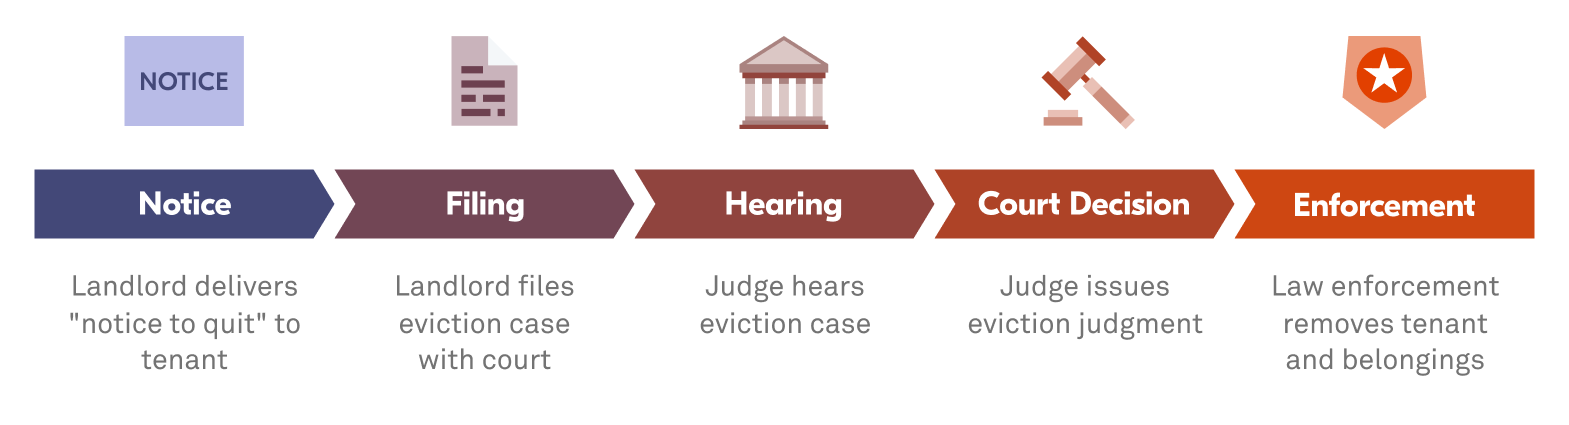 NOTICE
Notice
Filing
Hearing
Court Decision
Enforcement
Landlord delivers
"notice to quit" to
tenant
Landlord files
eviction case
with court
Judge hears
eviction case
Judge issues
eviction judgment
Law enforcement
removes tenant
and belongings